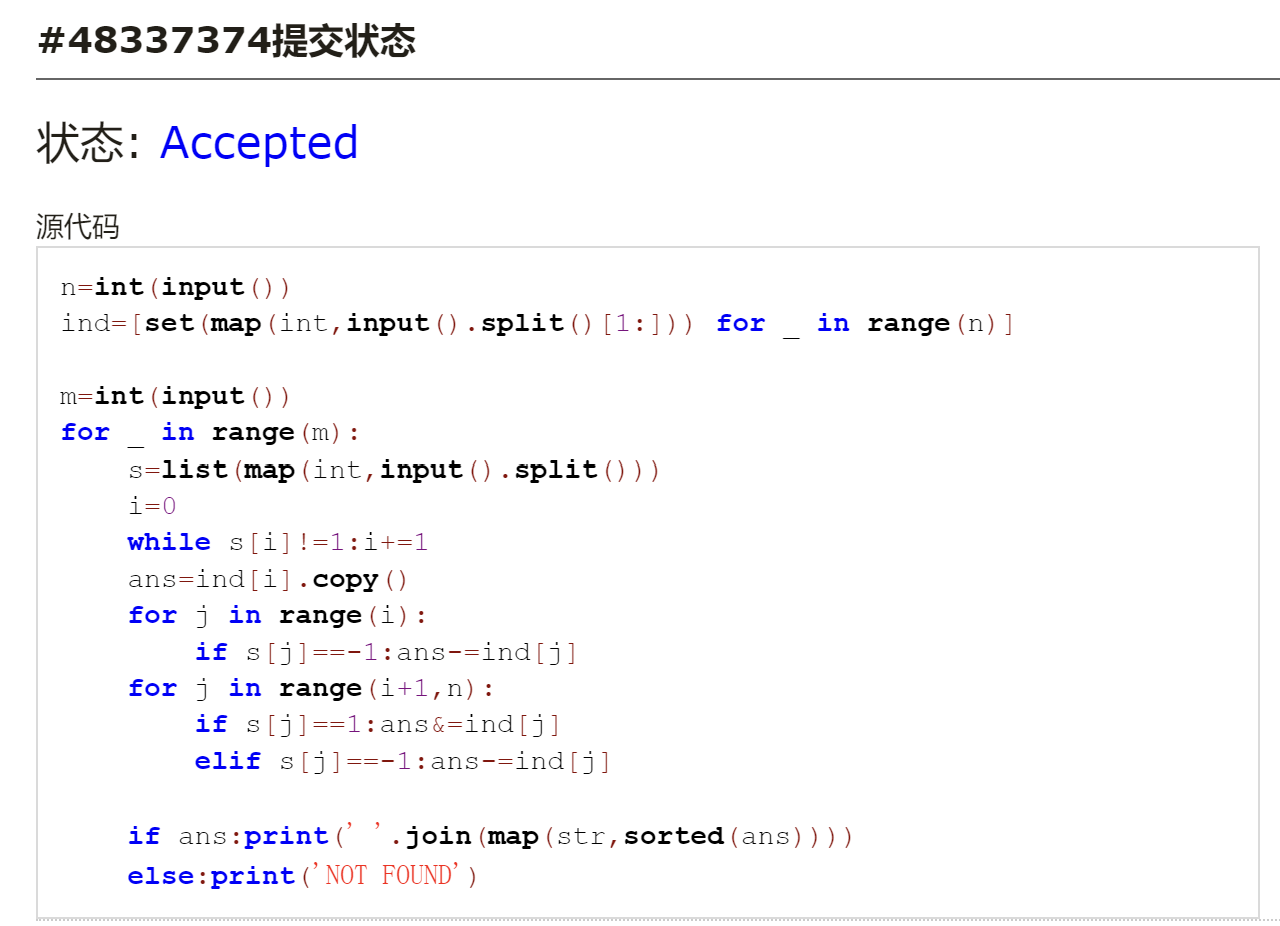 #48337374提交状态
状态: Accepted
源代码
n=int(input())
ind=[set(map(int,input().split()[1:])) for _ in range(n)]
m=int(input())
for _ in range(m):
    s=list(map(int,input().split()))
    i=0
    while s[i]!=1:i+=1
    ans=ind[i].copy()
    for j in range(i):
        if s[j]==-1:ans-=ind[j]
    for j in range(i+1,n):
        if s[j]==1:ans&=ind[j]
        elif s[j]==-1:ans-=ind[j]
    if ans:print(' '.join(map(str,sorted(ans))))
    else:print('NOT FOUND')